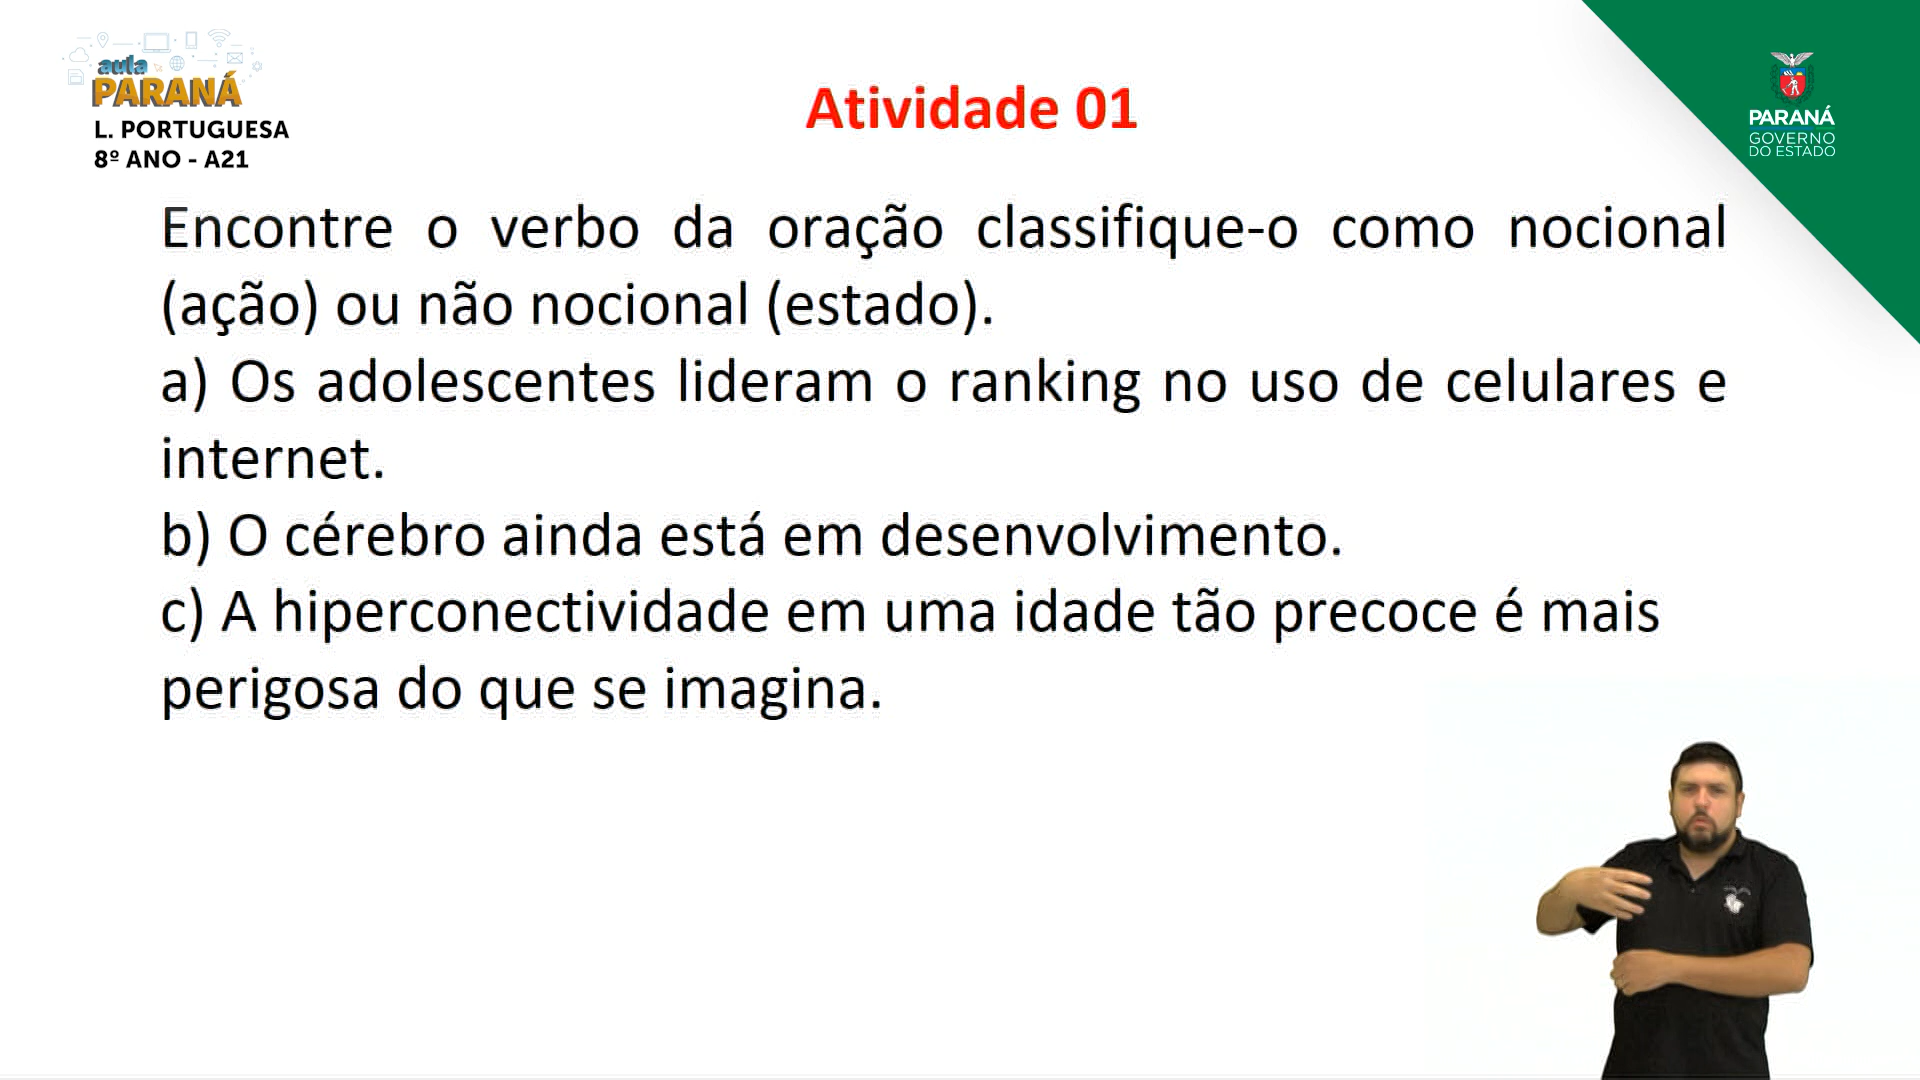 aula
PARANÁ
L. PORTUGUESA
8º ANO - A21
Atividade 01
PARANÁ
GOVERNO
DO ESTADO
Encontre o verbo da oração classifique-o como nocional
(ação) ou não nocional (estado).
a) Os adolescentes lideram o ranking no uso de celulares e
internet.
b) O cérebro ainda está em desenvolvimento.
c) A hiperconectividade em uma idade tão precoce é mais
perigosa do que se imagina.